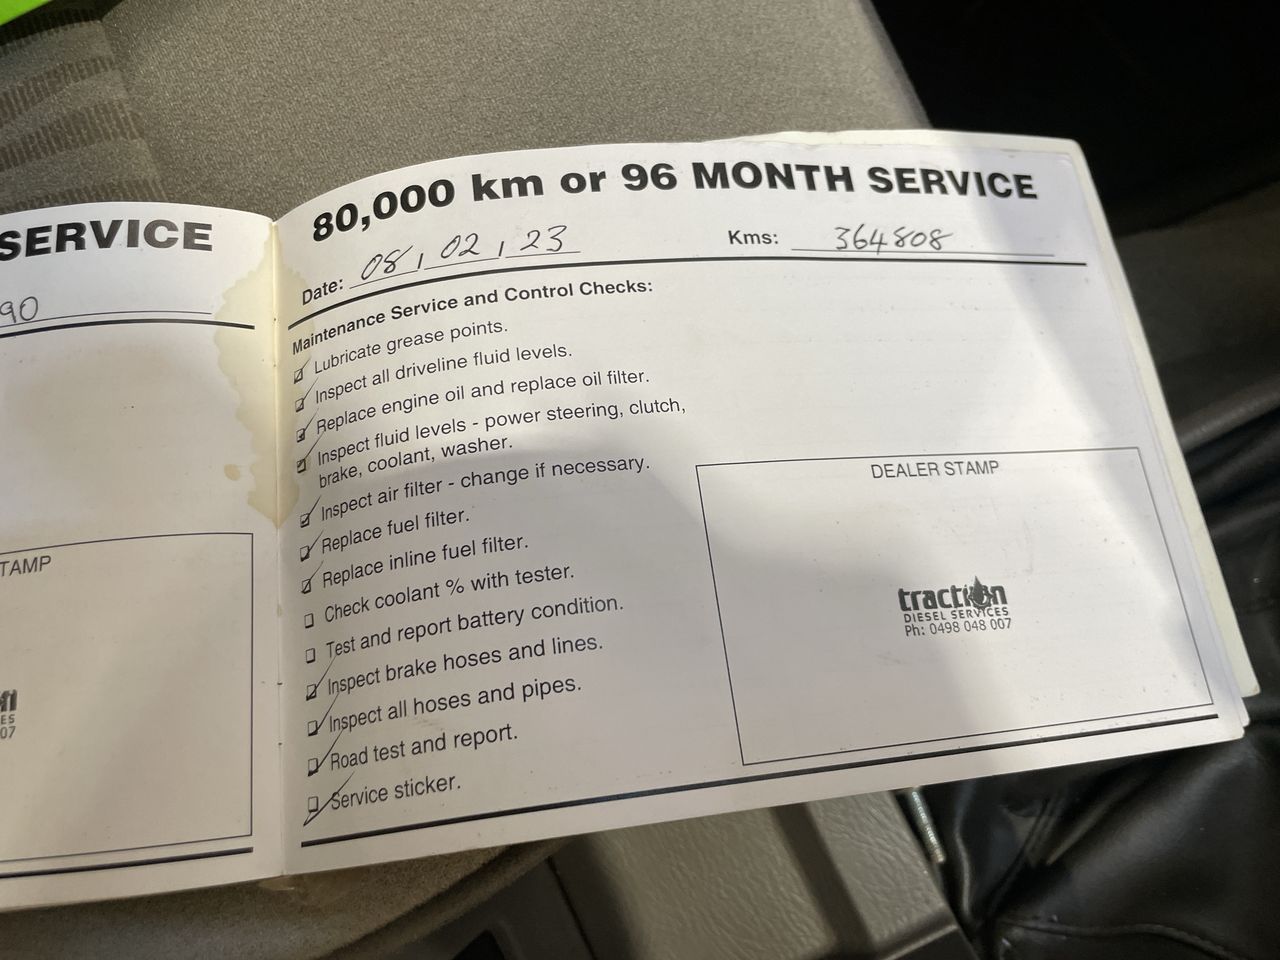 SERVICE
90
TAMP
ES
07
80,000 km or 96 MONTH SERVICE
Date: 08, 02, 23 Kms: 364808
Maintenance Service and Control Checks:
Lubricate grease points.
Inspect all driveline fluid levels.
Replace engine oil and replace oil filter.
Inspect fluid levels - power steering, clutch,
brake, coolant, washer.
Inspect air filter - change if necessary.
Replace fuel filter.
Replace inline fuel filter.
Check coolant % with tester.
Test and report battery condition.
Inspect brake hoses and lines.
Inspect all hoses and pipes.
Road test and report.
Service sticker.
DEALER STAMP
traction
DIESEL SERVICES
Ph: 0498 048 007